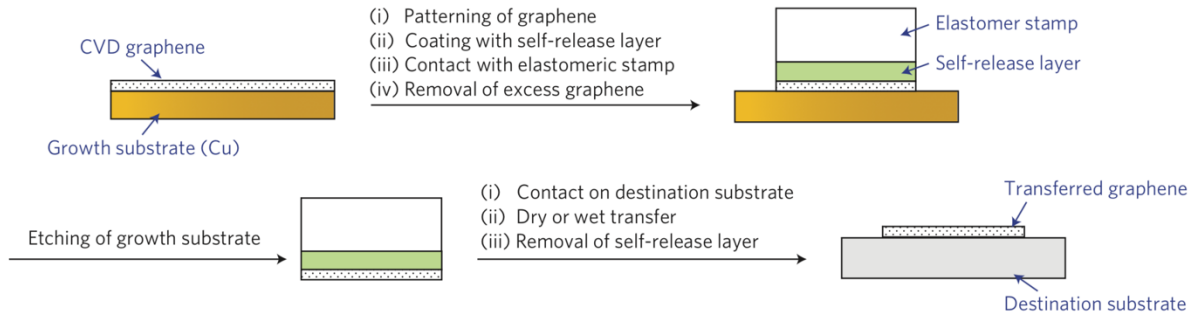 CVD graphene
Growth substrate (Cu)
(i) Patterning of graphene
(ii) Coating with self-release layer
(iii) Contact with elastomeric stamp
(iv) Removal of excess graphene
Elastomer stamp
Self-release layer
Etching of growth substrate
(i) Contact on destination substrate
(ii) Dry or wet transfer
(iii) Removal of self-release layer
Transferred graphene
Destination substrate